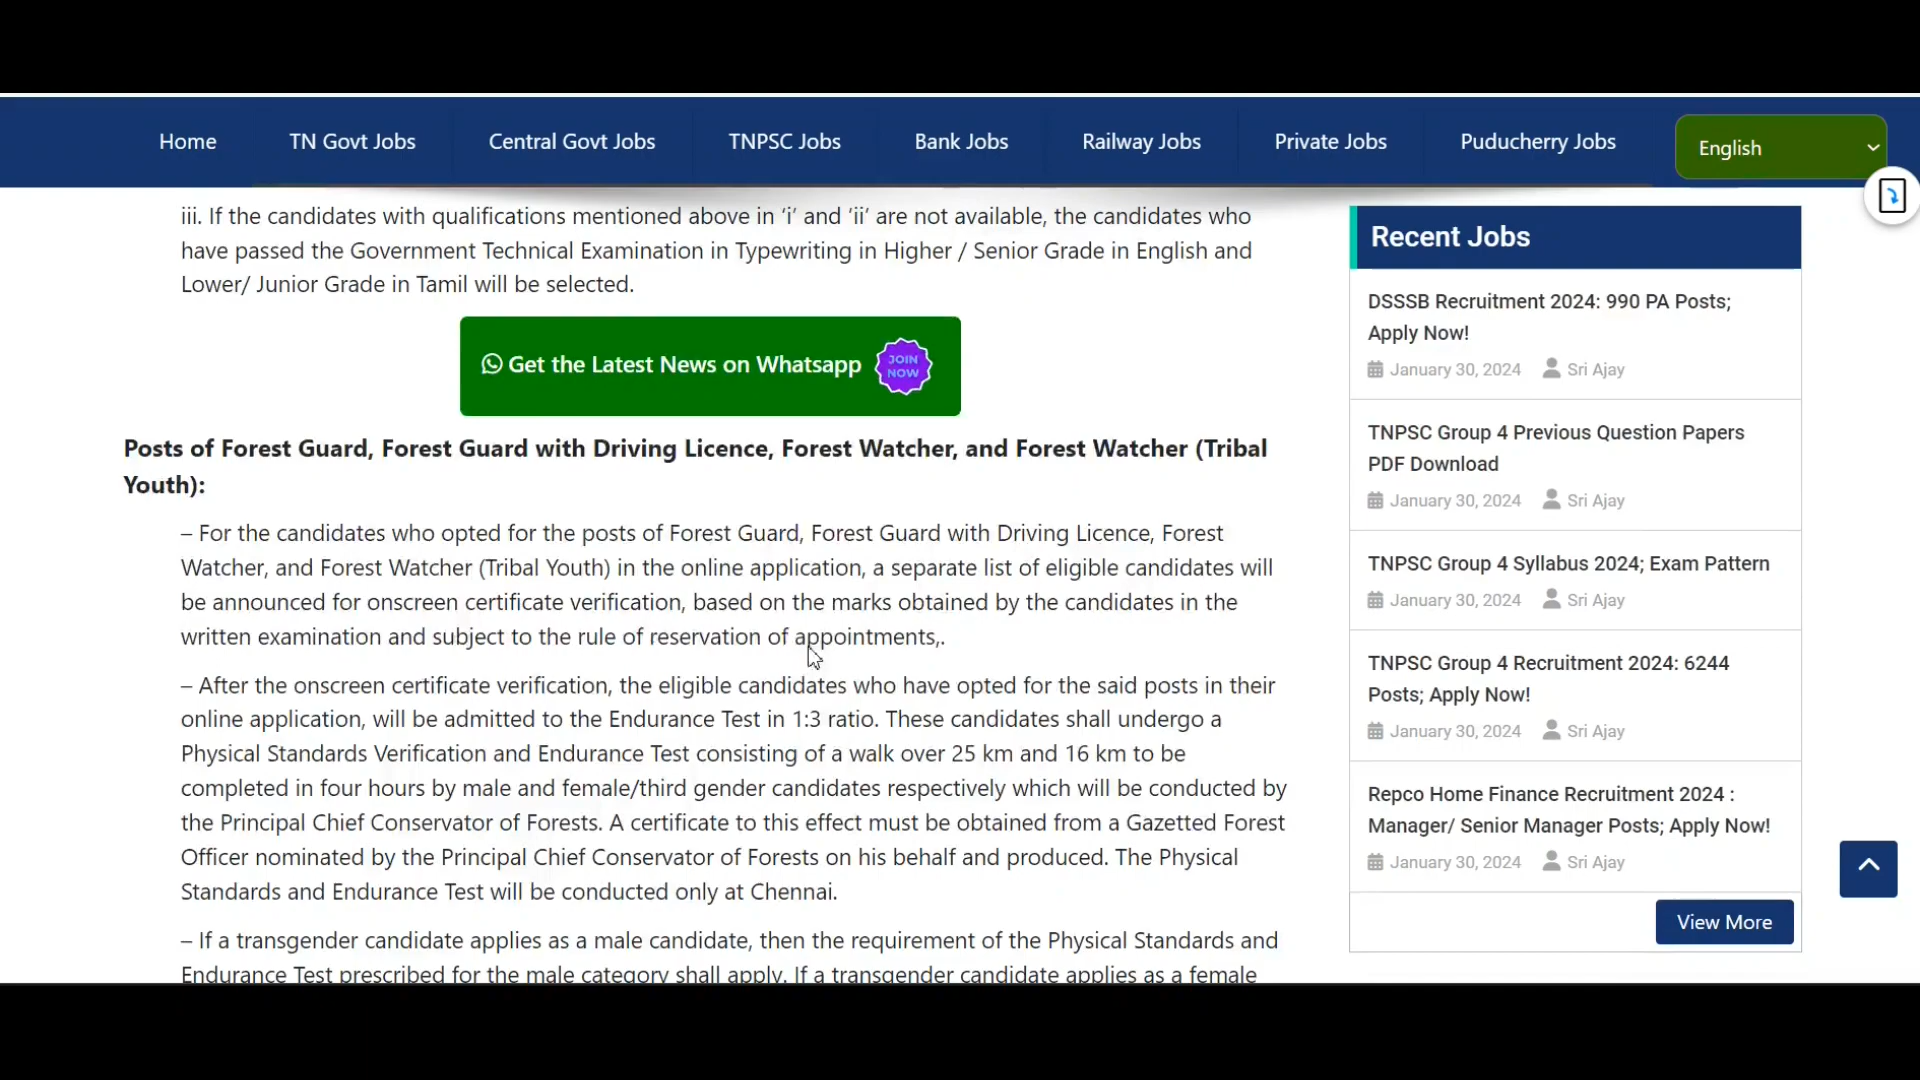 Home TN Govt Jobs Central Govt Jobs TNPSC Jobs Bank Jobs Railway Jobs Private Jobs Puducherry Jobs English
iii. If the candidates with qualifications mentioned above in ‘i’ and ‘ii’ are not available, the candidates who
have passed the Government Technical Examination in Typewriting in Higher / Senior Grade in English and
Lower/ Junior Grade in Tamil will be selected.
Get the Latest News on Whatsapp
JOIN
NOW
Posts of Forest Guard, Forest Guard with Driving Licence, Forest Watcher, and Forest Watcher (Tribal
Youth):
– For the candidates who opted for the posts of Forest Guard, Forest Guard with Driving Licence, Forest
Watcher, and Forest Watcher (Tribal Youth) in the online application, a separate list of eligible candidates will
be announced for onscreen certificate verification, based on the marks obtained by the candidates in the
written examination and subject to the rule of reservation of appointments,.
– After the onscreen certificate verification, the eligible candidates who have opted for the said posts in their
online application, will be admitted to the Endurance Test in 1:3 ratio. These candidates shall undergo a
Physical Standards Verification and Endurance Test consisting of a walk over 25 km and 16 km to be
completed in four hours by male and female/third gender candidates respectively which will be conducted by
the Principal Chief Conservator of Forests. A certificate to this effect must be obtained from a Gazetted Forest
Officer nominated by the Principal Chief Conservator of Forests on his behalf and produced. The Physical
Standards and Endurance Test will be conducted only at Chennai.
– If a transgender candidate applies as a male candidate, then the requirement of the Physical Standards and
Endurance Test prescribed for the male category shall apply. If a transgender candidate applies as a female
Recent Jobs
DSSSB Recruitment 2024: 990 PA Posts;
Apply Now!
January 30, 2024 Sri Ajay
TNPSC Group 4 Previous Question Papers
PDF Download
January 30, 2024 Sri Ajay
TNPSC Group 4 Syllabus 2024; Exam Pattern
January 30, 2024 Sri Ajay
TNPSC Group 4 Recruitment 2024: 6244
Posts; Apply Now!
January 30, 2024 Sri Ajay
Repco Home Finance Recruitment 2024 :
Manager/ Senior Manager Posts; Apply Now!
January 30, 2024 Sri Ajay
View More